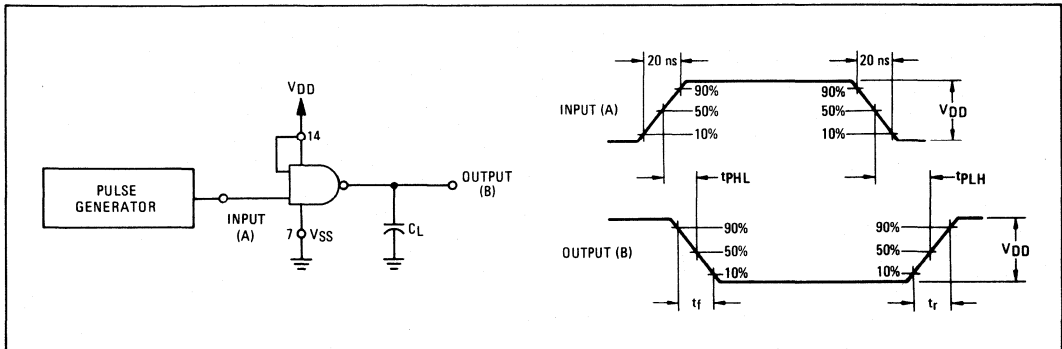 VDD
14
PULSE
GENERATOR
INPUT
(A)
7 VSS
CL
OUTPUT
(B)
20 ns
20 ns
INPUT (A)
90%
50%
10%
90%
50%
10%
VDD
tPHL
tPLH
OUTPUT (B)
90%
50%
10%
90%
50%
10%
VDD
tf
tr